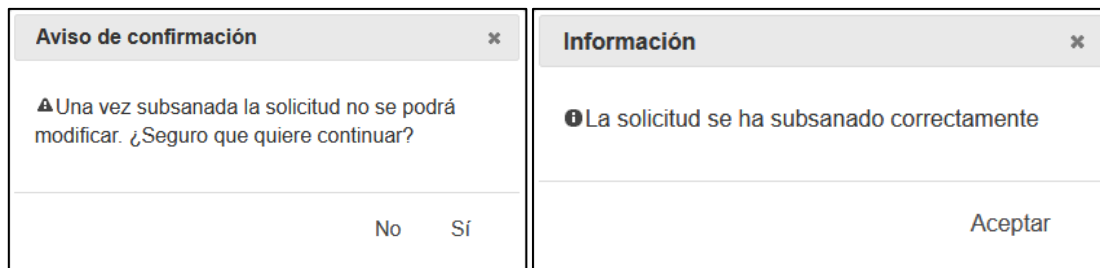 Aviso de confirmación
Una vez subsanada la solicitud no se podrá
modificar. ¿Seguro que quiere continuar?
No Sí
Información
La solicitud se ha subsanado correctamente
Aceptar